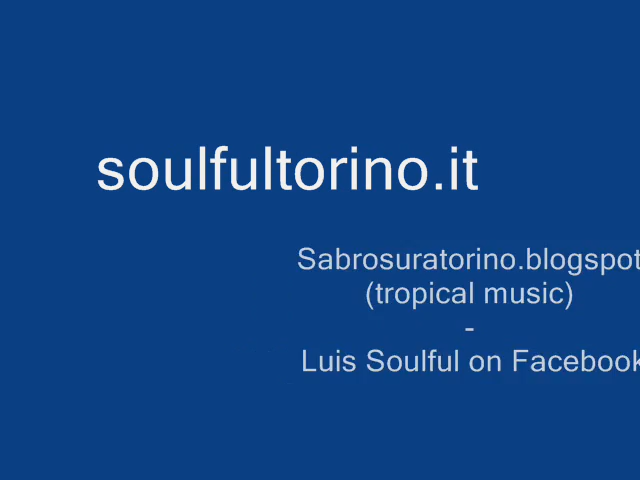 soulfultorino.it
Sabrosuratorino.blogspot
(tropical music)
-
Luis Soulful on Facebook